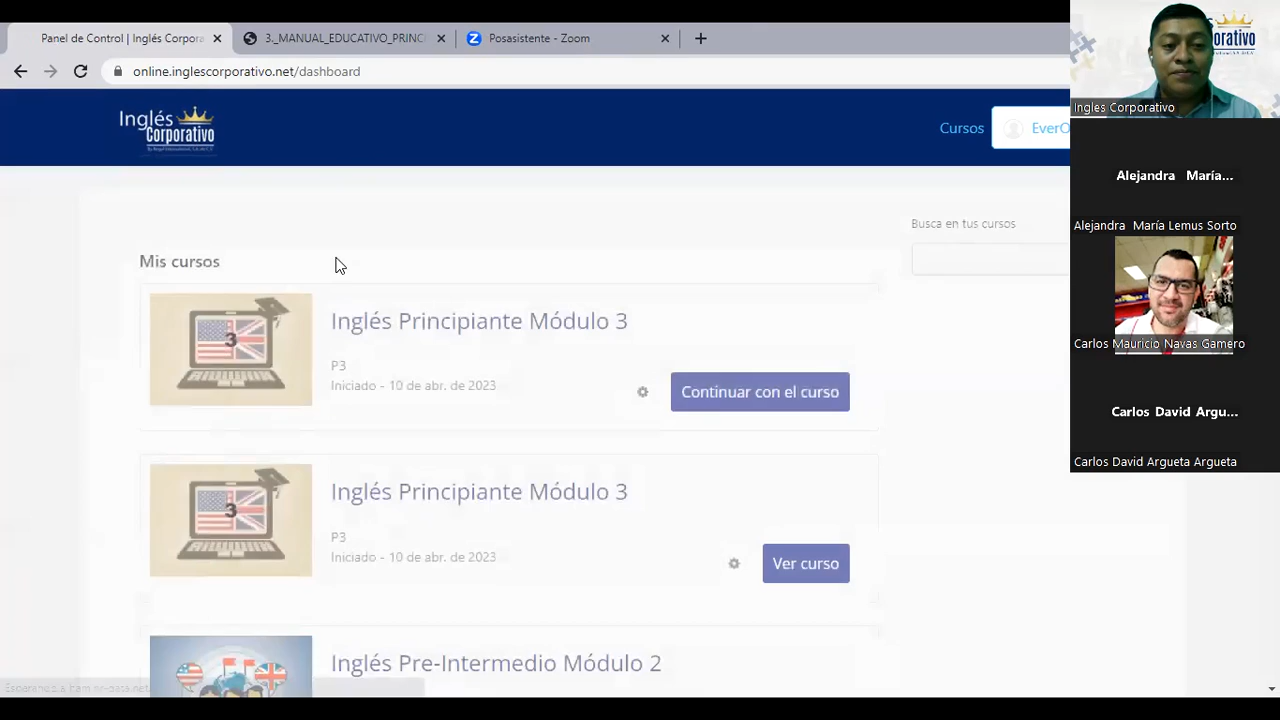 Panel de Control | Inglés Corpora
3._MANUAL_EDUCATIVO_PRINC
Posasistente - Zoom
online.inglescorporativo.net/dashboard
Inglés
Corporativo
Cursos
EverO
Mis cursos
Busca en tus cursos
3
Inglés Principiante Módulo 3
P3
Iniciado - 10 de abr. de 2023
Continuar con el curso
3
Inglés Principiante Módulo 3
P3
Iniciado - 10 de abr. de 2023
Ver curso
Inglés Pre-Intermedio Módulo 2
Ingles Corporativo
Alejandra María...
Alejandra María Lemus Sorto
Carlos Mauricio Navas Gamero
Carlos David Argu...
Carlos David Argueta Argueta